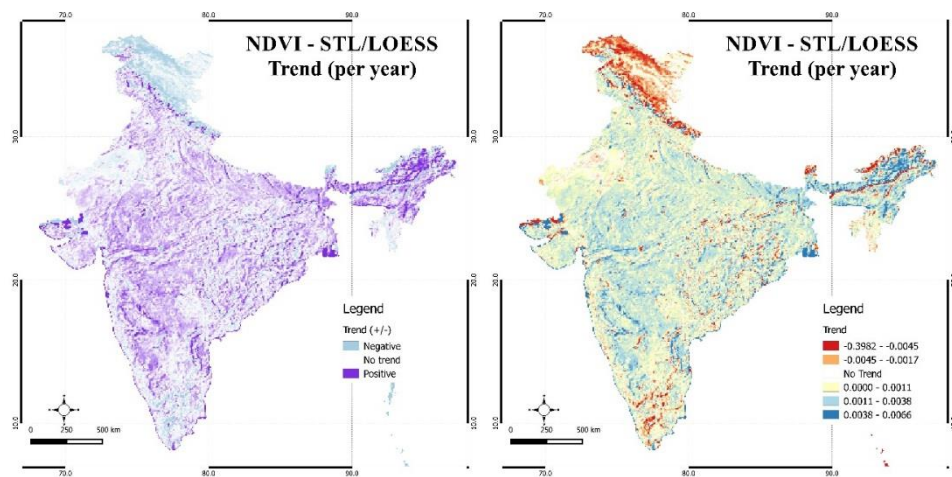 70.0 80.0 90.0
NDVI - STL/LOESS
Trend (per year)
30.0
20.0
10.0
Legend
Trend (+/-)
Negative
No trend
Positive
0 250 500 km
70.0 80.0 90.0
70.0 80.0 90.0
NDVI - STL/LOESS
Trend (per year)
30.0
20.0
10.0
Legend
Trend
-0.3982 - -0.0045
-0.0045 - -0.0017
No Trend
0.0000 - 0.0011
0.0011 - 0.0038
0.0038 - 0.0066
0 250 500 km
70.0 80.0 90.0